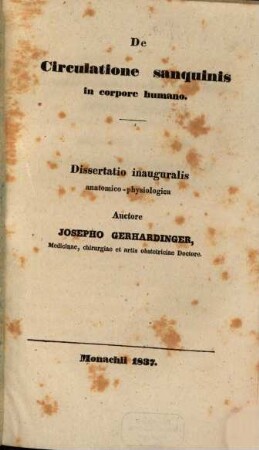 De
Circulatione sanquinis
in corpore humano.
Dissertatio inauguralis
anatomico-physiologica
Auctore
JOSEPHO GERHARDINGER,
Medicinae, chirurgiae et artis obstetriciae Doctore.
Monachii 1837.